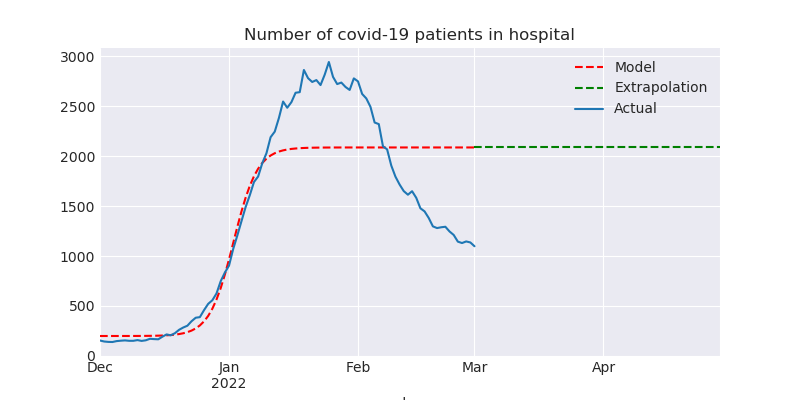 Number of covid-19 patients in hospital
3000
2500
2000
1500
1000
500
0
Model
Extrapolation
Actual
Dec
Jan
2022
Feb
Mar
Apr